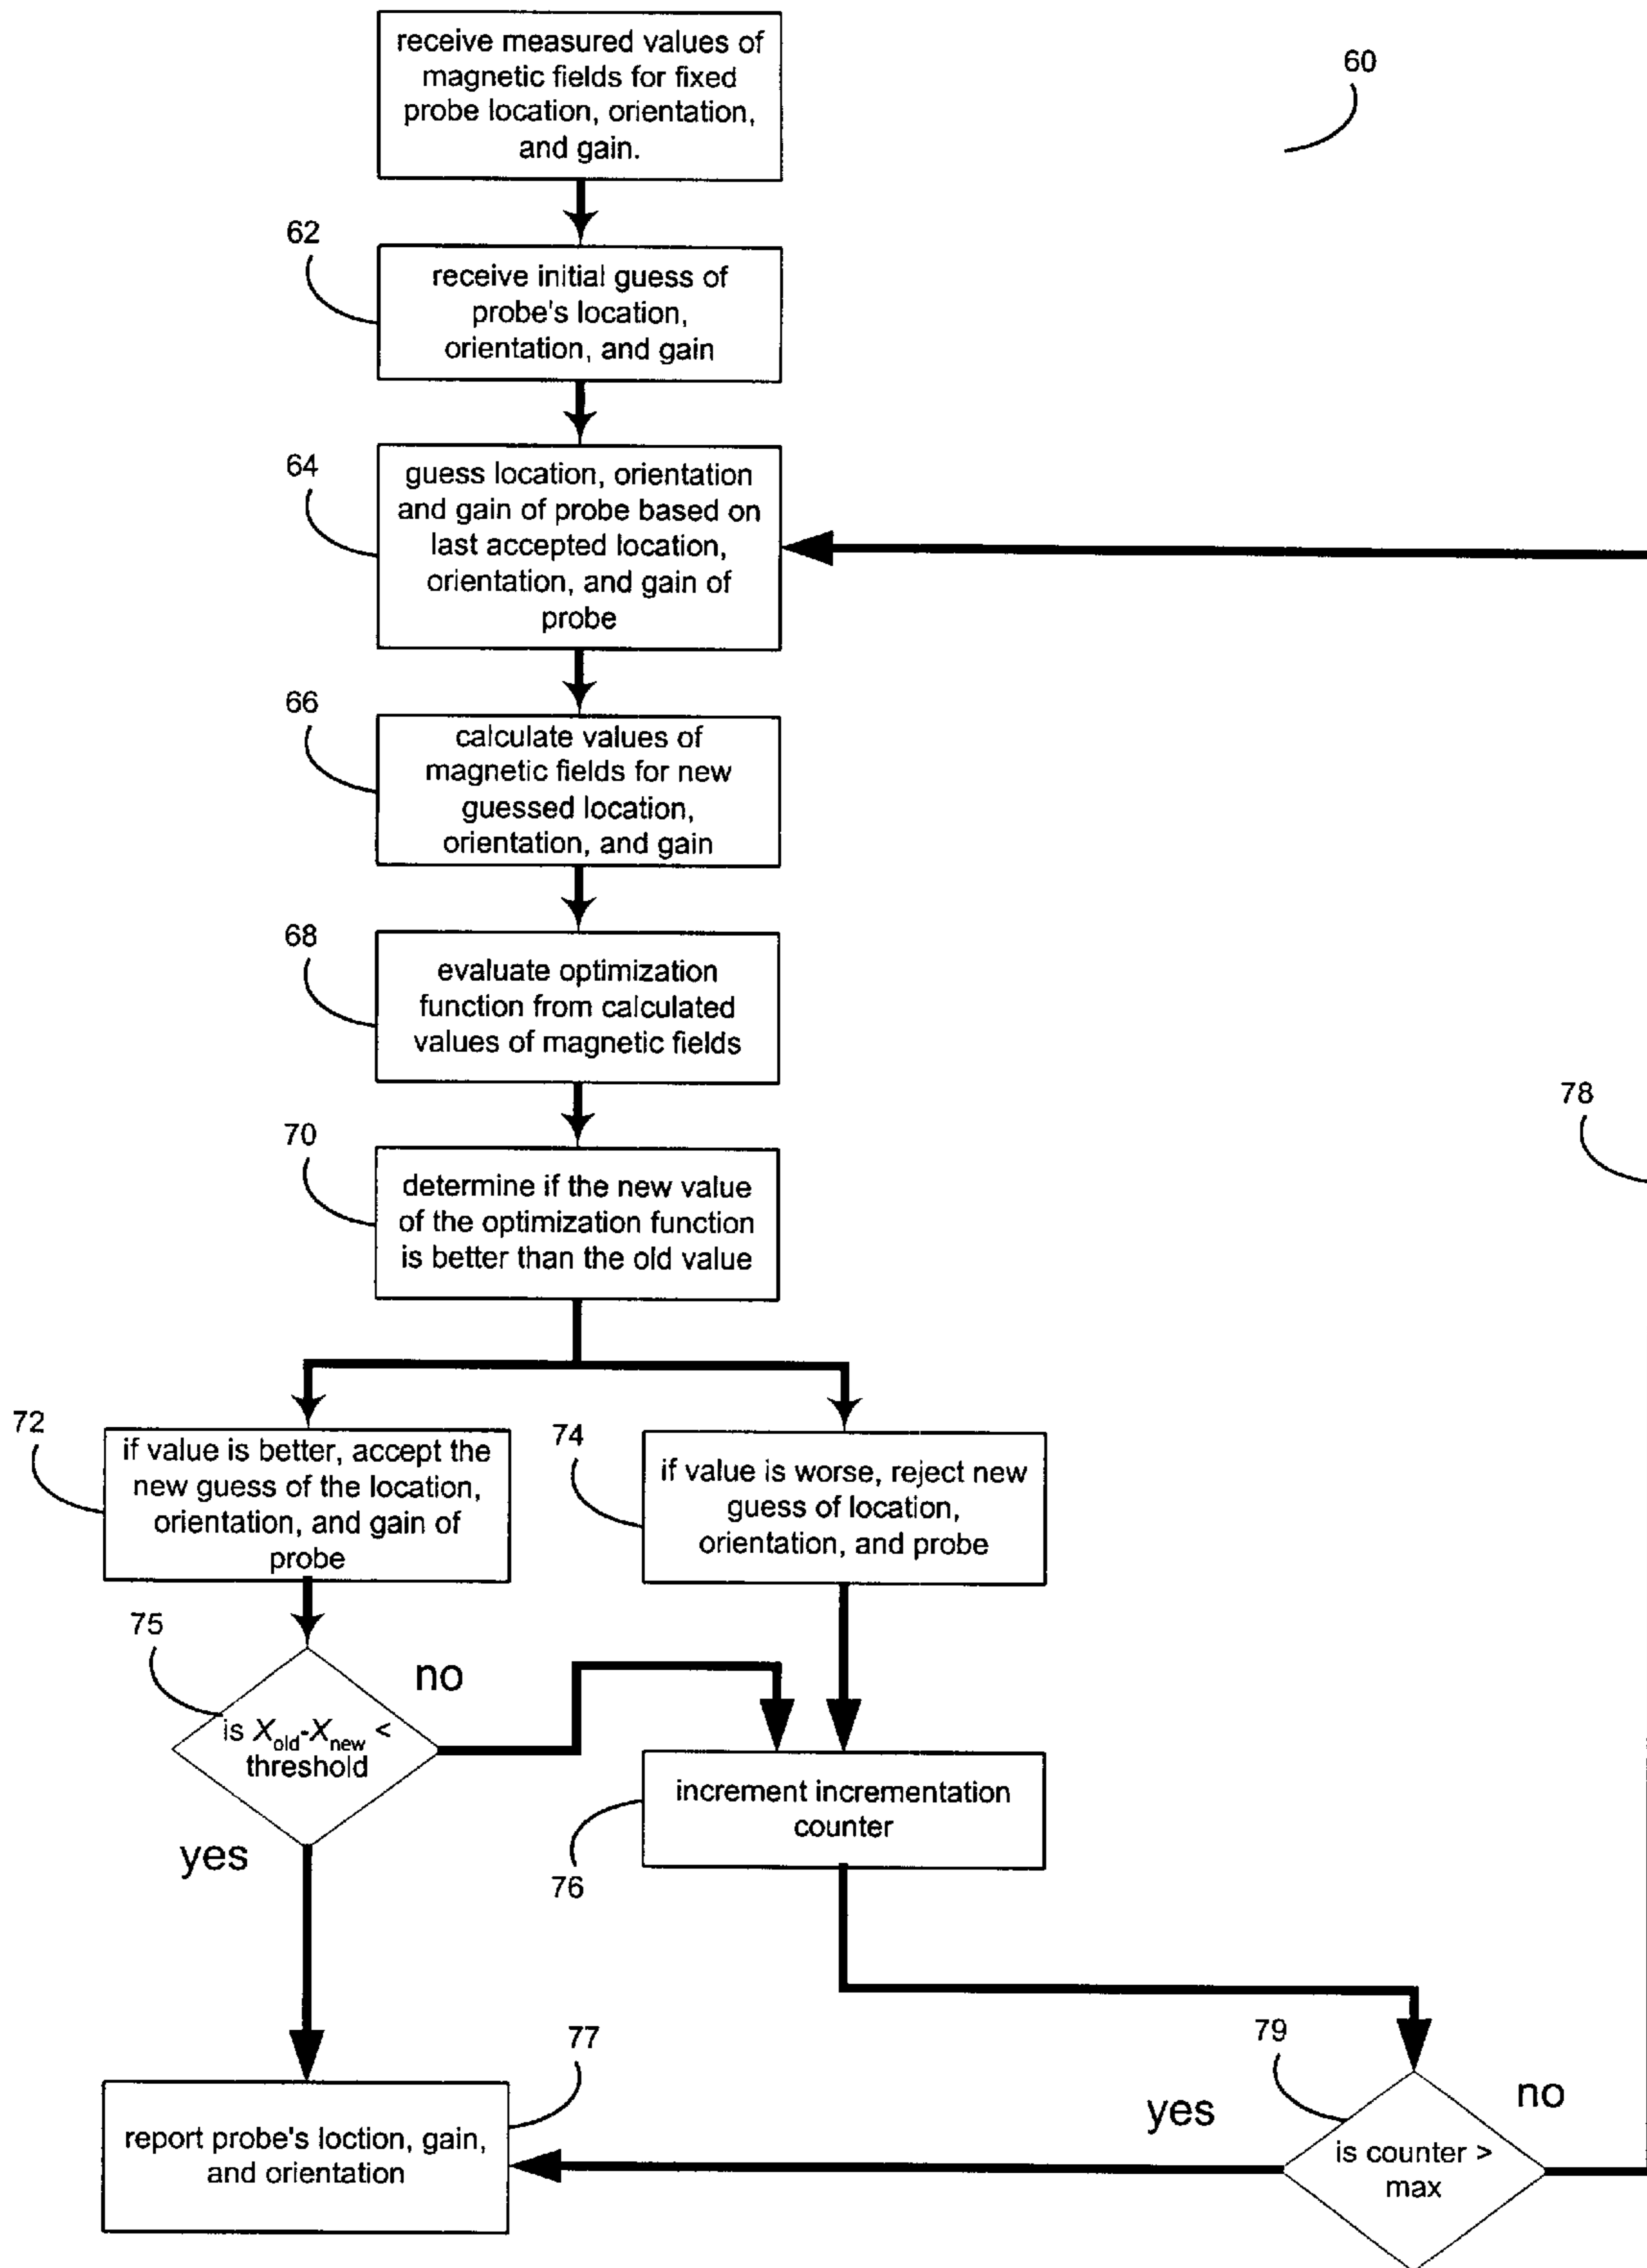 receive measured values of
magnetic fields for fixed
probe location, orientation,
and gain.
60
62
receive initial guess of
probe's location,
orientation, and gain
64
guess location, orientation
and gain of probe based on
last accepted location,
orientation, and gain of
probe
66
calculate values of
magnetic fields for new
guessed location,
orientation, and gain
68
evaluate optimization
function from calculated
values of magnetic fields
78
70
determine if the new value
of the optimization function
is better than the old value
72
if value is better, accept the
new guess of the location,
orientation, and gain of
probe
74
if value is worse, reject new
guess of location,
orientation, and probe
75
no
is Xold-Xnew <
threshold
yes
increment incrementation
counter
76
77
report probe's loction, gain,
and orientation
79
yes
no
is counter >
max